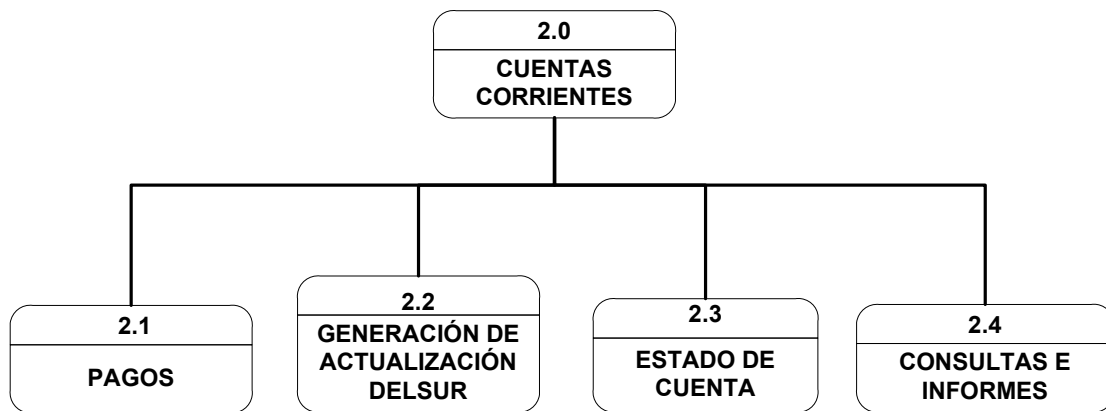 2.0
CUENTAS
CORRIENTES
2.1
PAGOS
2.2
GENERACIÓN DE
ACTUALIZACIÓN
DELSUR
2.3
ESTADO DE
CUENTA
2.4
CONSULTAS E
INFORMES